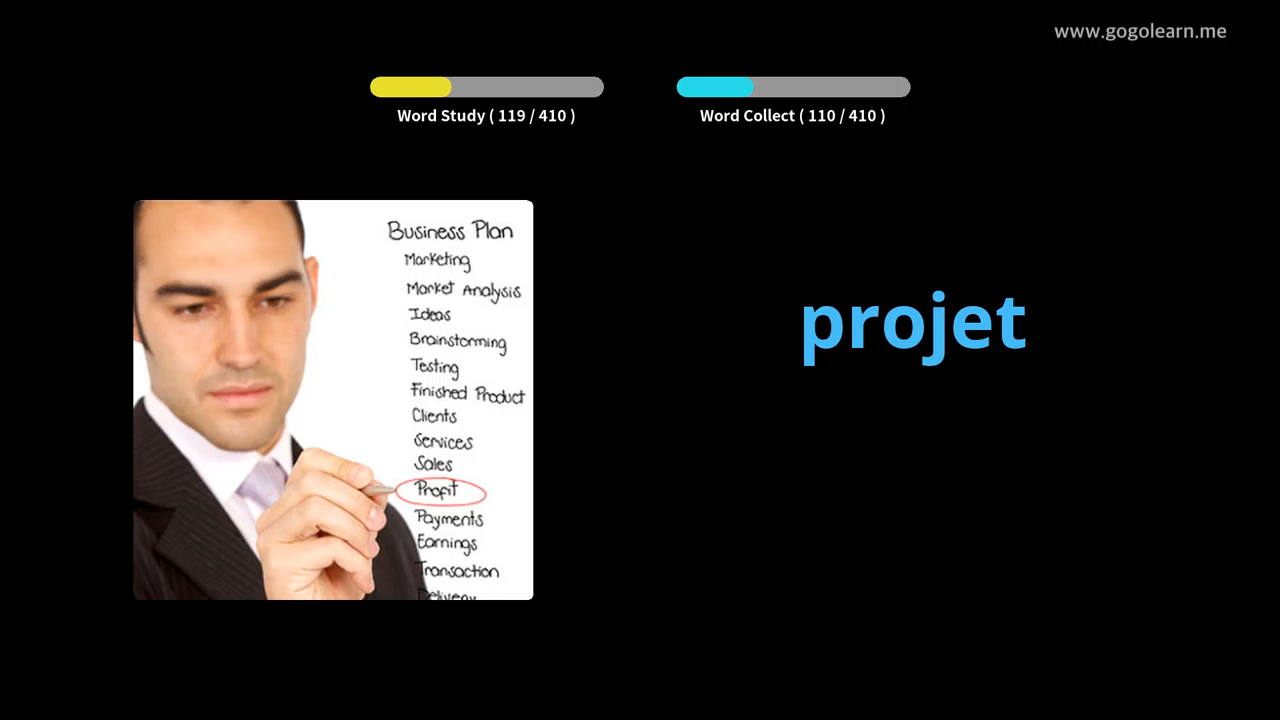 www.gogolearn.me
Word Study ( 119 / 410 )
Word Collect ( 110 / 410 )
Business Plan
Marketing
Market Analysis
Ideas
Brainstorming
Testing
Finished Product
Clients
Services
Sales
Profit
Payments
Earnings
Transaction
Delivery
projet